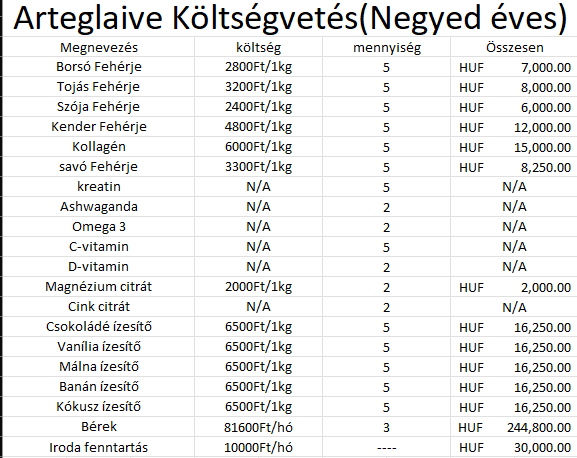 Arteglaive Költségvetés(Negyed éves)
Megnevezés költség mennyiség Összesen
Borsó Fehérje 2800Ft/1kg 5 HUF 7,000.00
Tojás Fehérje 3200Ft/1kg 5 HUF 8,000.00
Szója Fehérje 2400Ft/1kg 5 HUF 6,000.00
Kender Fehérje 4800Ft/1kg 5 HUF 12,000.00
Kollagén 6000Ft/1kg 5 HUF 15,000.00
savó Fehérje 3300Ft/1kg 5 HUF 8,250.00
kreatin N/A 5 N/A
Ashwaganda N/A 2 N/A
Omega 3 N/A 2 N/A
C-vitamin N/A 5 N/A
D-vitamin N/A 2 N/A
Magnézium citrát 2000Ft/1kg 2 HUF 2,000.00
Cink citrát N/A 2 N/A
Csokoládé ízesítő 6500Ft/1kg 5 HUF 16,250.00
Vanília ízesítő 6500Ft/1kg 5 HUF 16,250.00
Málna ízesítő 6500Ft/1kg 5 HUF 16,250.00
Banán ízesítő 6500Ft/1kg 5 HUF 16,250.00
Kókusz ízesítő 6500Ft/1kg 5 HUF 16,250.00
Bérek 81600Ft/hó 3 HUF 244,800.00
Iroda fenntartás 10000Ft/hó ---- HUF 30,000.00